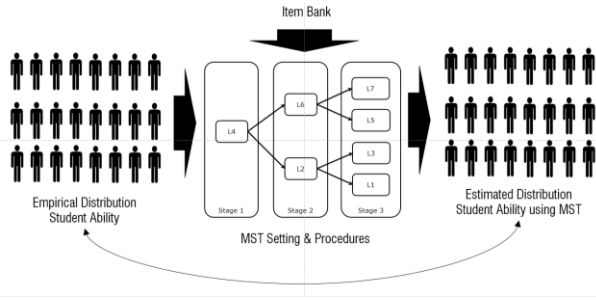 Item Bank
L7
L6
L5
L4
L3
L2
L1
Stage 1
Stage 2
Stage 3
Empirical Distribution
Student Ability
MST Setting & Procedures
Estimated Distribution
Student Ability using MST